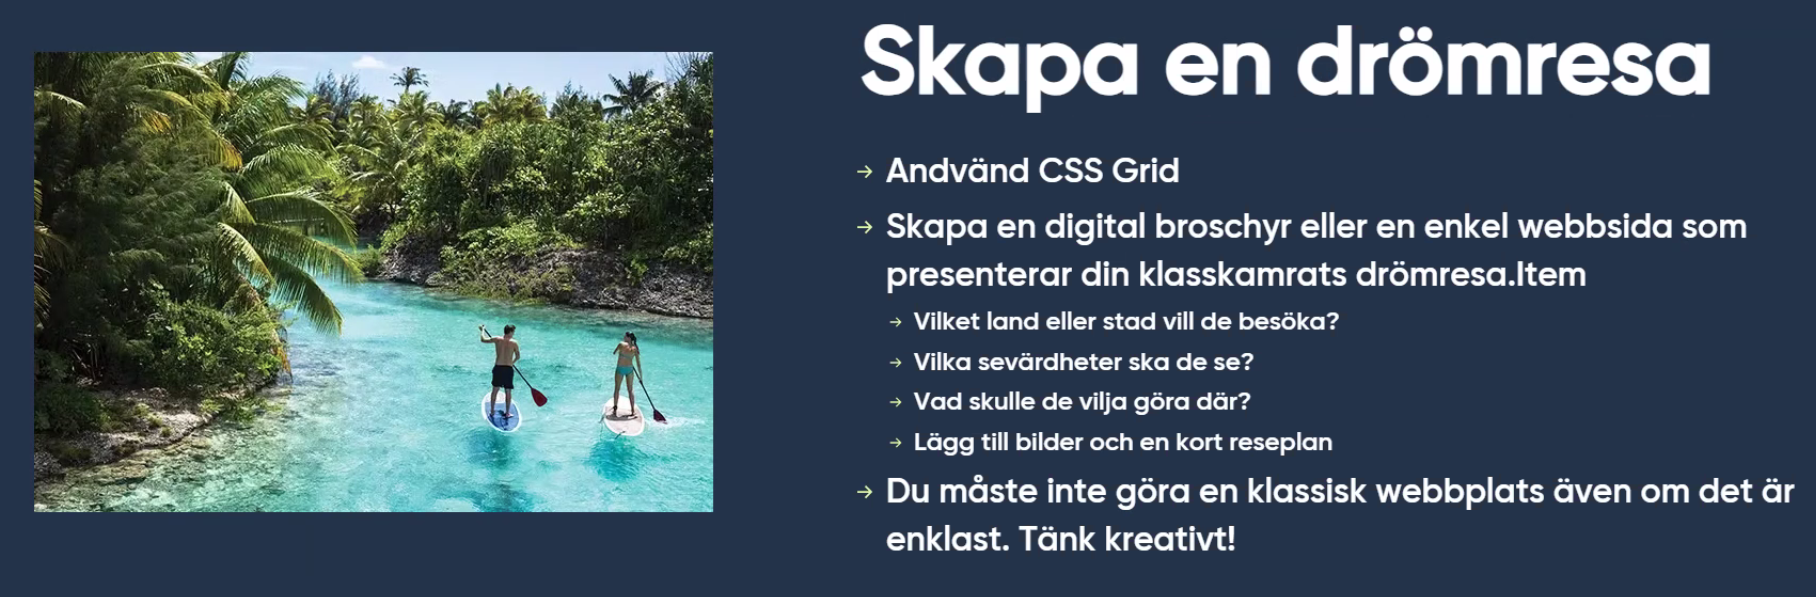 Skapa en drömresa
→ Andvänd CSS Grid
→ Skapa en digital broschyr eller en enkel webbsida som
presenterar din klasskamrats drömresa.Item
→ Vilket land eller stad vill de besöka?
→ Vilka sevärdheter ska de se?
→ Vad skulle de vilja göra där?
→ Lägg till bilder och en kort reseplan
→ Du måste inte göra en klassisk webbplats även om det är
enklast. Tänk kreativt!